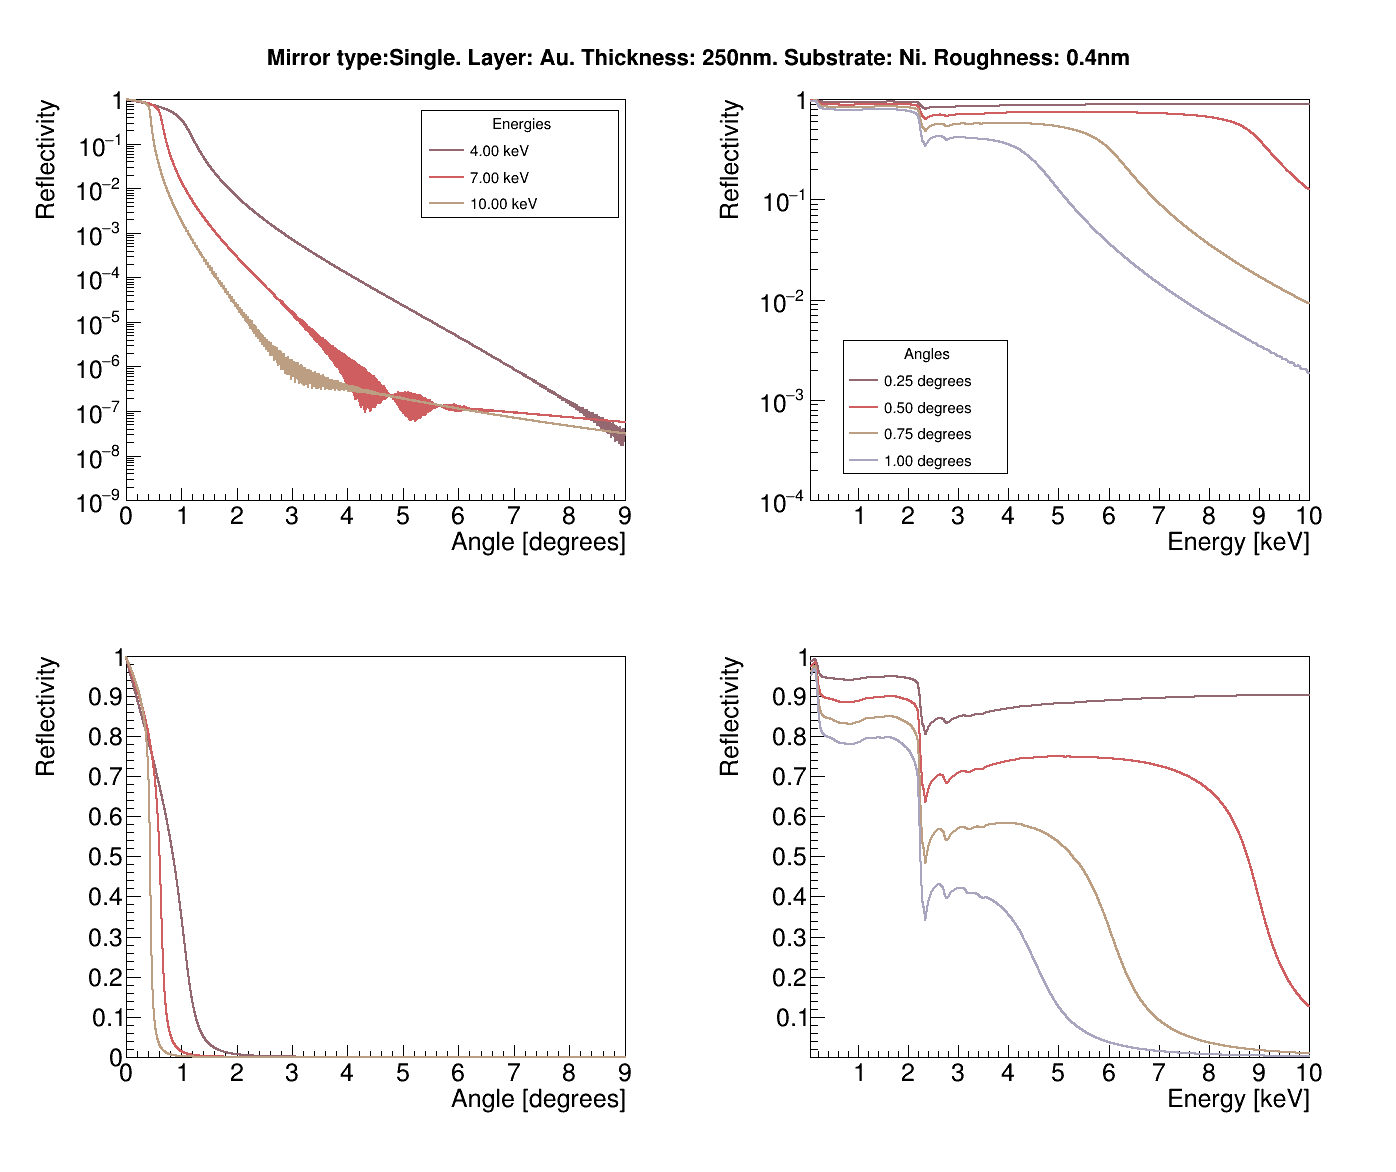 Mirror type:Single. Layer: Au. Thickness: 250nm. Substrate: Ni. Roughness: 0.4nm
Reflectivity
1
10−1
10−2
10−3
10−4
10−5
10−6
10−7
10−8
10−9
Energies
4.00 keV
7.00 keV
10.00 keV
0 1 2 3 4 5 6 7 8 9
Angle [degrees]
Reflectivity
1
10−1
10−2
10−3
10−4
Angles
0.25 degrees
0.50 degrees
0.75 degrees
1.00 degrees
1 2 3 4 5 6 7 8 9 10
Energy [keV]
Reflectivity
1
0.9
0.8
0.7
0.6
0.5
0.4
0.3
0.2
0.1
0
0 1 2 3 4 5 6 7 8 9
Angle [degrees]
Reflectivity
1
0.9
0.8
0.7
0.6
0.5
0.4
0.3
0.2
0.1
1 2 3 4 5 6 7 8 9 10
Energy [keV]